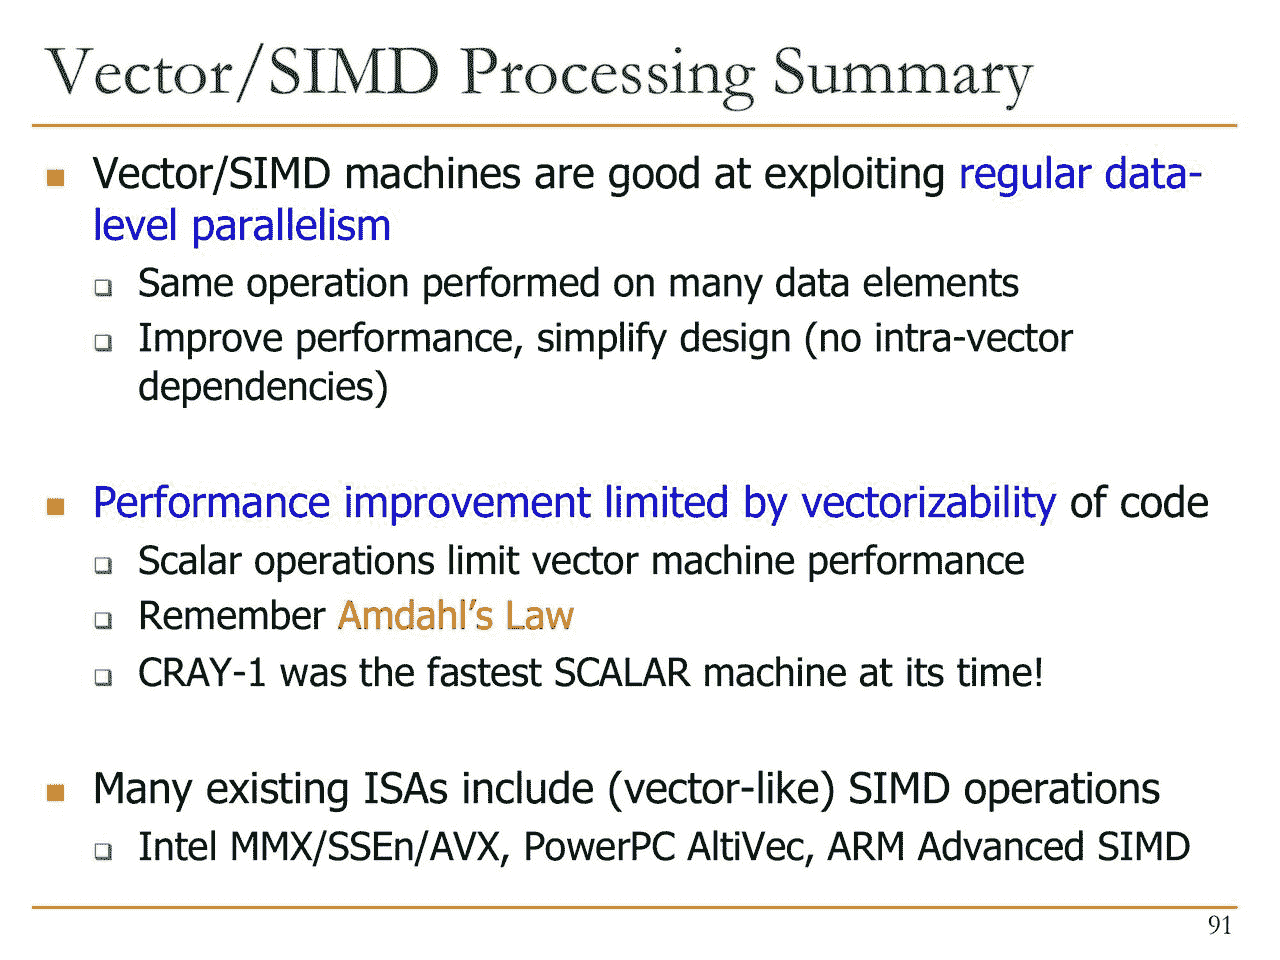 Vector/SIMD Processing Summary
Vector/SIMD machines are good at exploiting regular data-
level parallelism
Same operation performed on many data elements
Improve performance, simplify design (no intra-vector
dependencies)
Performance improvement limited by vectorizability of code
Scalar operations limit vector machine performance
Remember Amdahl’s Law
CRAY-1 was the fastest SCALAR machine at its time!
Many existing ISAs include (vector-like) SIMD operations
Intel MMX/SSEn/AVX, PowerPC AltiVec, ARM Advanced SIMD
91